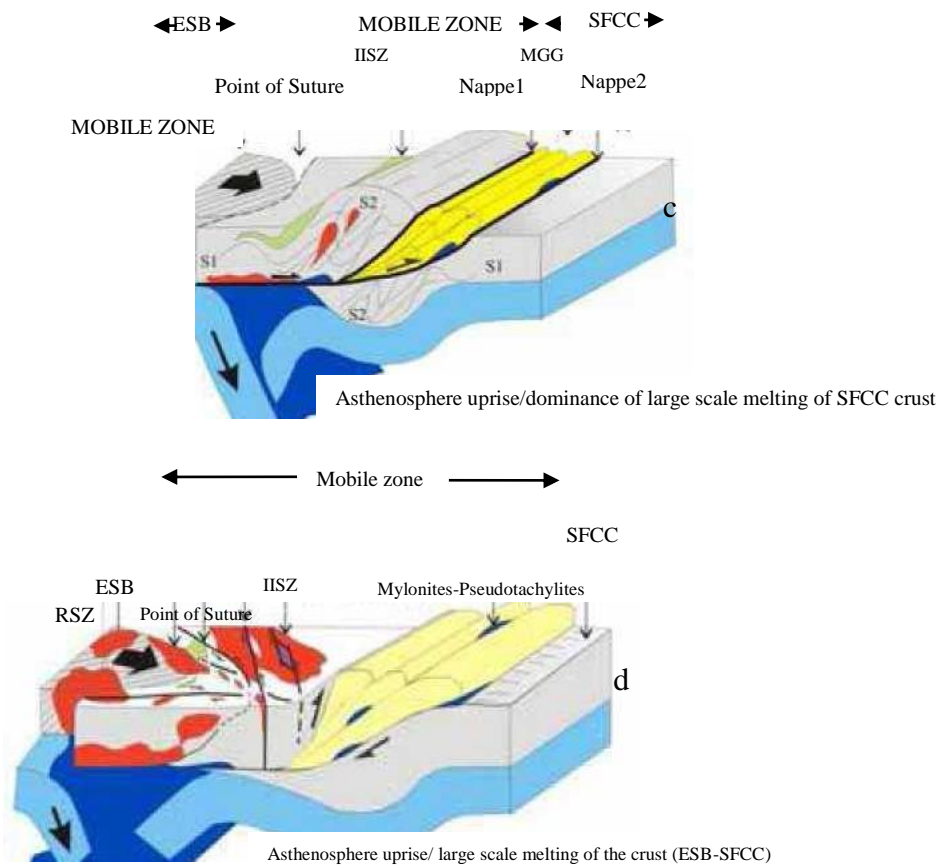 ESB MOBILE ZONE SFCC
IISZ MGG
Point of Suture Nappe1 Nappe2
MOBILE ZONE
c
S2
S1 S1
S2
Asthenosphere uprise/dominance of large scale melting of SFCC crust
Mobile zone
SFCC
ESB IISZ Mylonites-Pseudotachylites
RSZ Point of Suture
d
Asthenosphere uprise/ large scale melting of the crust (ESB-SFCC)